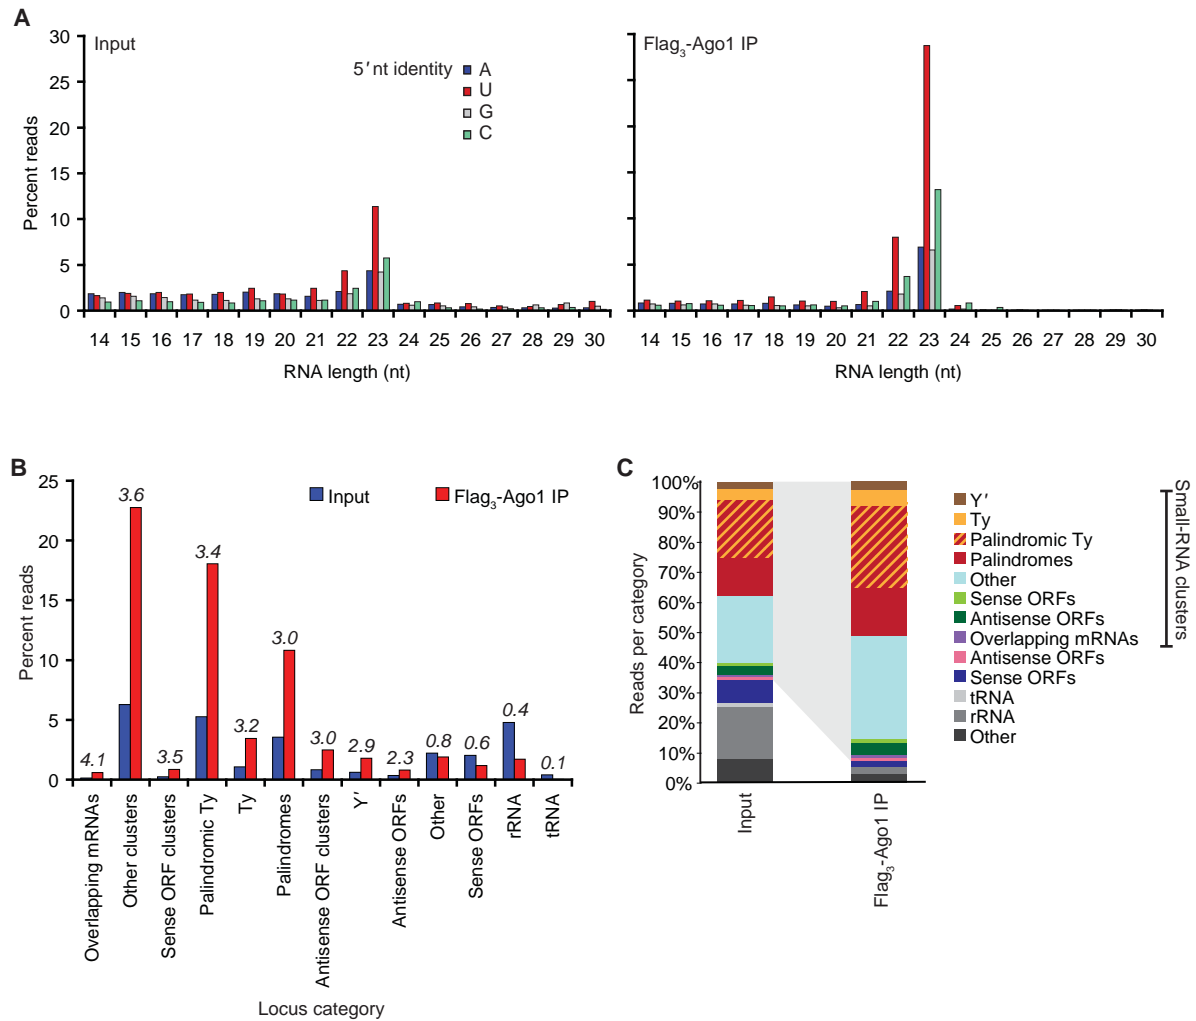 A
Input
5′ nt identity
A
U
G
C
Percent reads
30
25
20
15
10
5
0
14 15 16 17 18 19 20 21 22 23 24 25 26 27 28 29 30
RNA length (nt)
Flag3-Ago1 IP
14 15 16 17 18 19 20 21 22 23 24 25 26 27 28 29 30
RNA length (nt)
B
Input
Flag3-Ago1 IP
Percent reads
25
20
15
10
5
0
4.1
3.6
3.5
3.4
3.2
3.0
3.0
2.9
2.3
0.8
0.6
0.4
0.1
Overlapping mRNAs
Other clusters
Sense ORF clusters
Palindromic Ty
Ty
Palindromes
Antisense ORF clusters
Y′
Antisense ORFs
Other
Sense ORFs
rRNA
tRNA
Locus category
C
Reads per category
100%
90%
80%
70%
60%
50%
40%
30%
20%
10%
0%
Input
Flag3-Ago1 IP
Y′
Ty
Palindromic Ty
Palindromes
Other
Sense ORFs
Antisense ORFs
Overlapping mRNAs
Antisense ORFs
Sense ORFs
tRNA
rRNA
Other
Small-RNA clusters